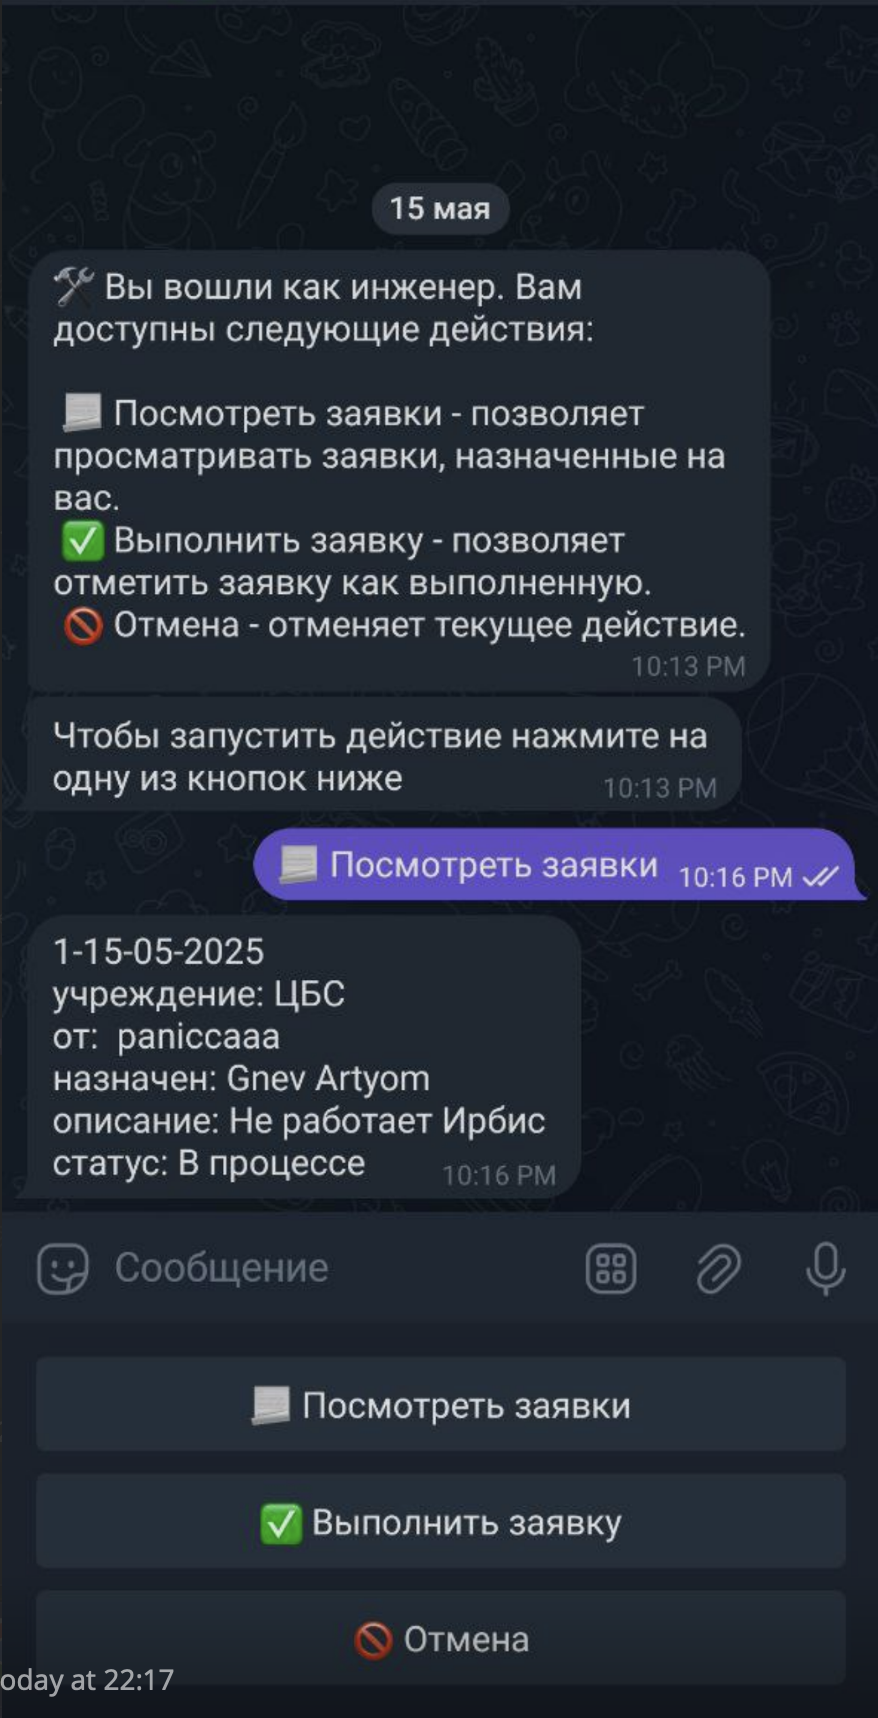 15 мая
🛠 Вы вошли как инженер. Вам
доступны следующие действия:
📃 Посмотреть заявки - позволяет
просматривать заявки, назначенные на
вас.
✅ Выполнить заявку - позволяет
отметить заявку как выполненную.
🚫 Отмена - отменяет текущее действие.
10:13 PM
Чтобы запустить действие нажмите на
одну из кнопок ниже 10:13 PM
📃 Посмотреть заявки 10:16 PM
1-15-05-2025
учреждение: ЦБС
от: paniccaaa
назначен: Gnev Artyom
описание: Не работает Ирбис
статус: В процессе 10:16 PM
Сообщение
📃 Посмотреть заявки
✅ Выполнить заявку
🚫 Отмена
oday at 22:17